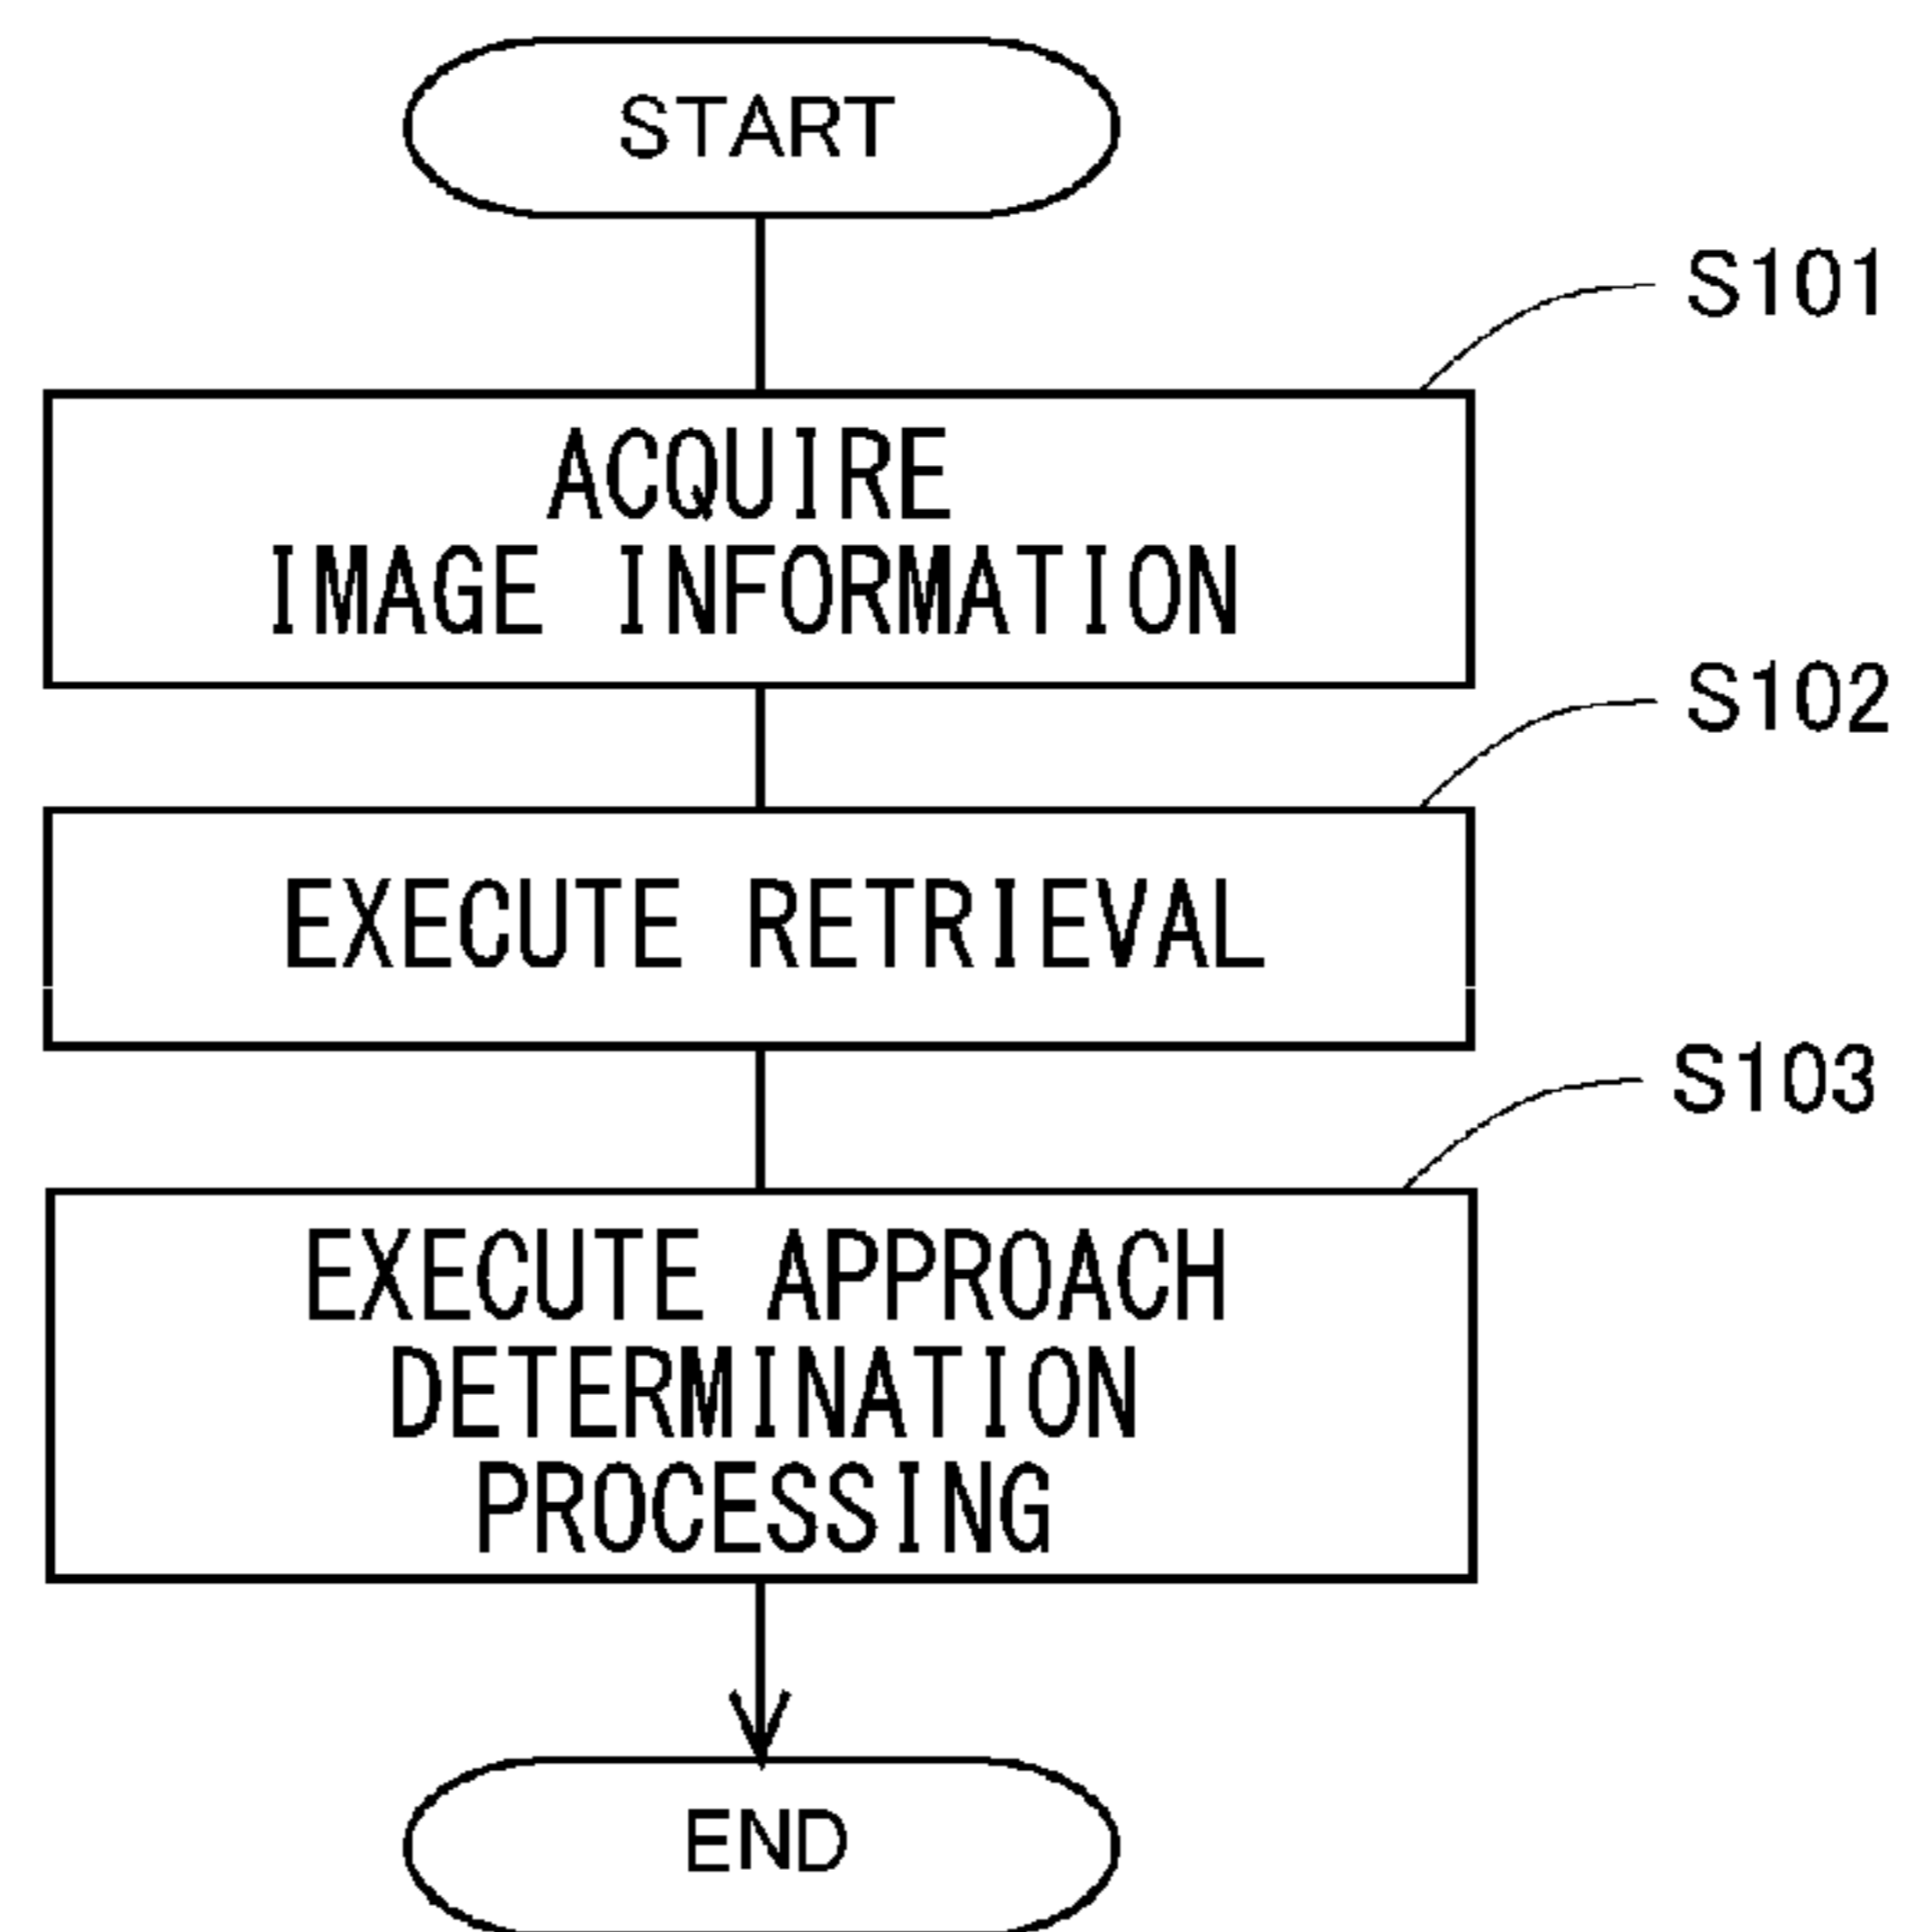 START
S101
ACQUIRE
IMAGE INFORMATION
S102
EXECUTE RETRIEVAL
S103
EXECUTE APPROACH
DETERMINATION
PROCESSING
END